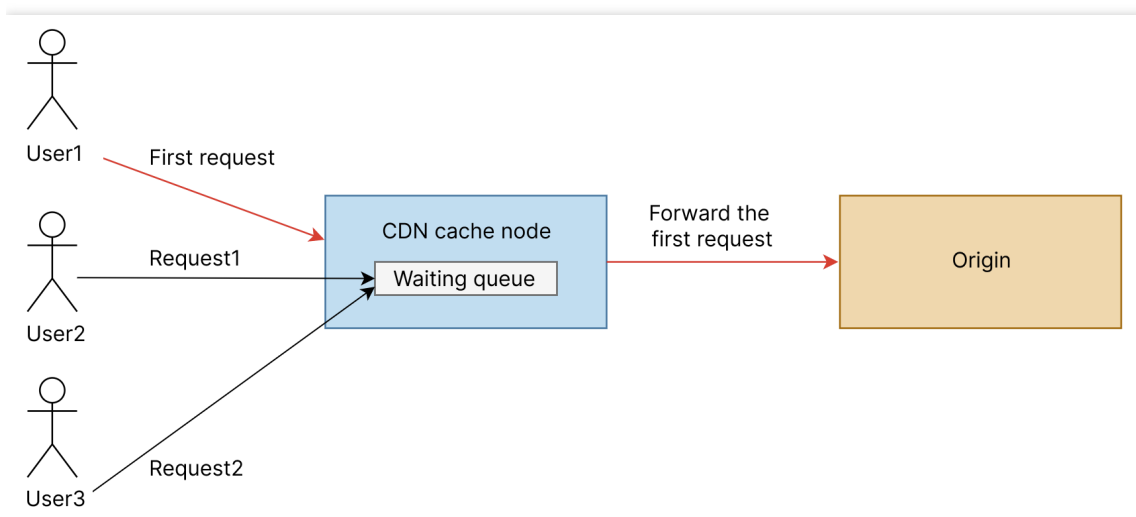 User1
First request
User2
Request1
User3
Request2
CDN cache node
Waiting queue
Forward the
first request
Origin